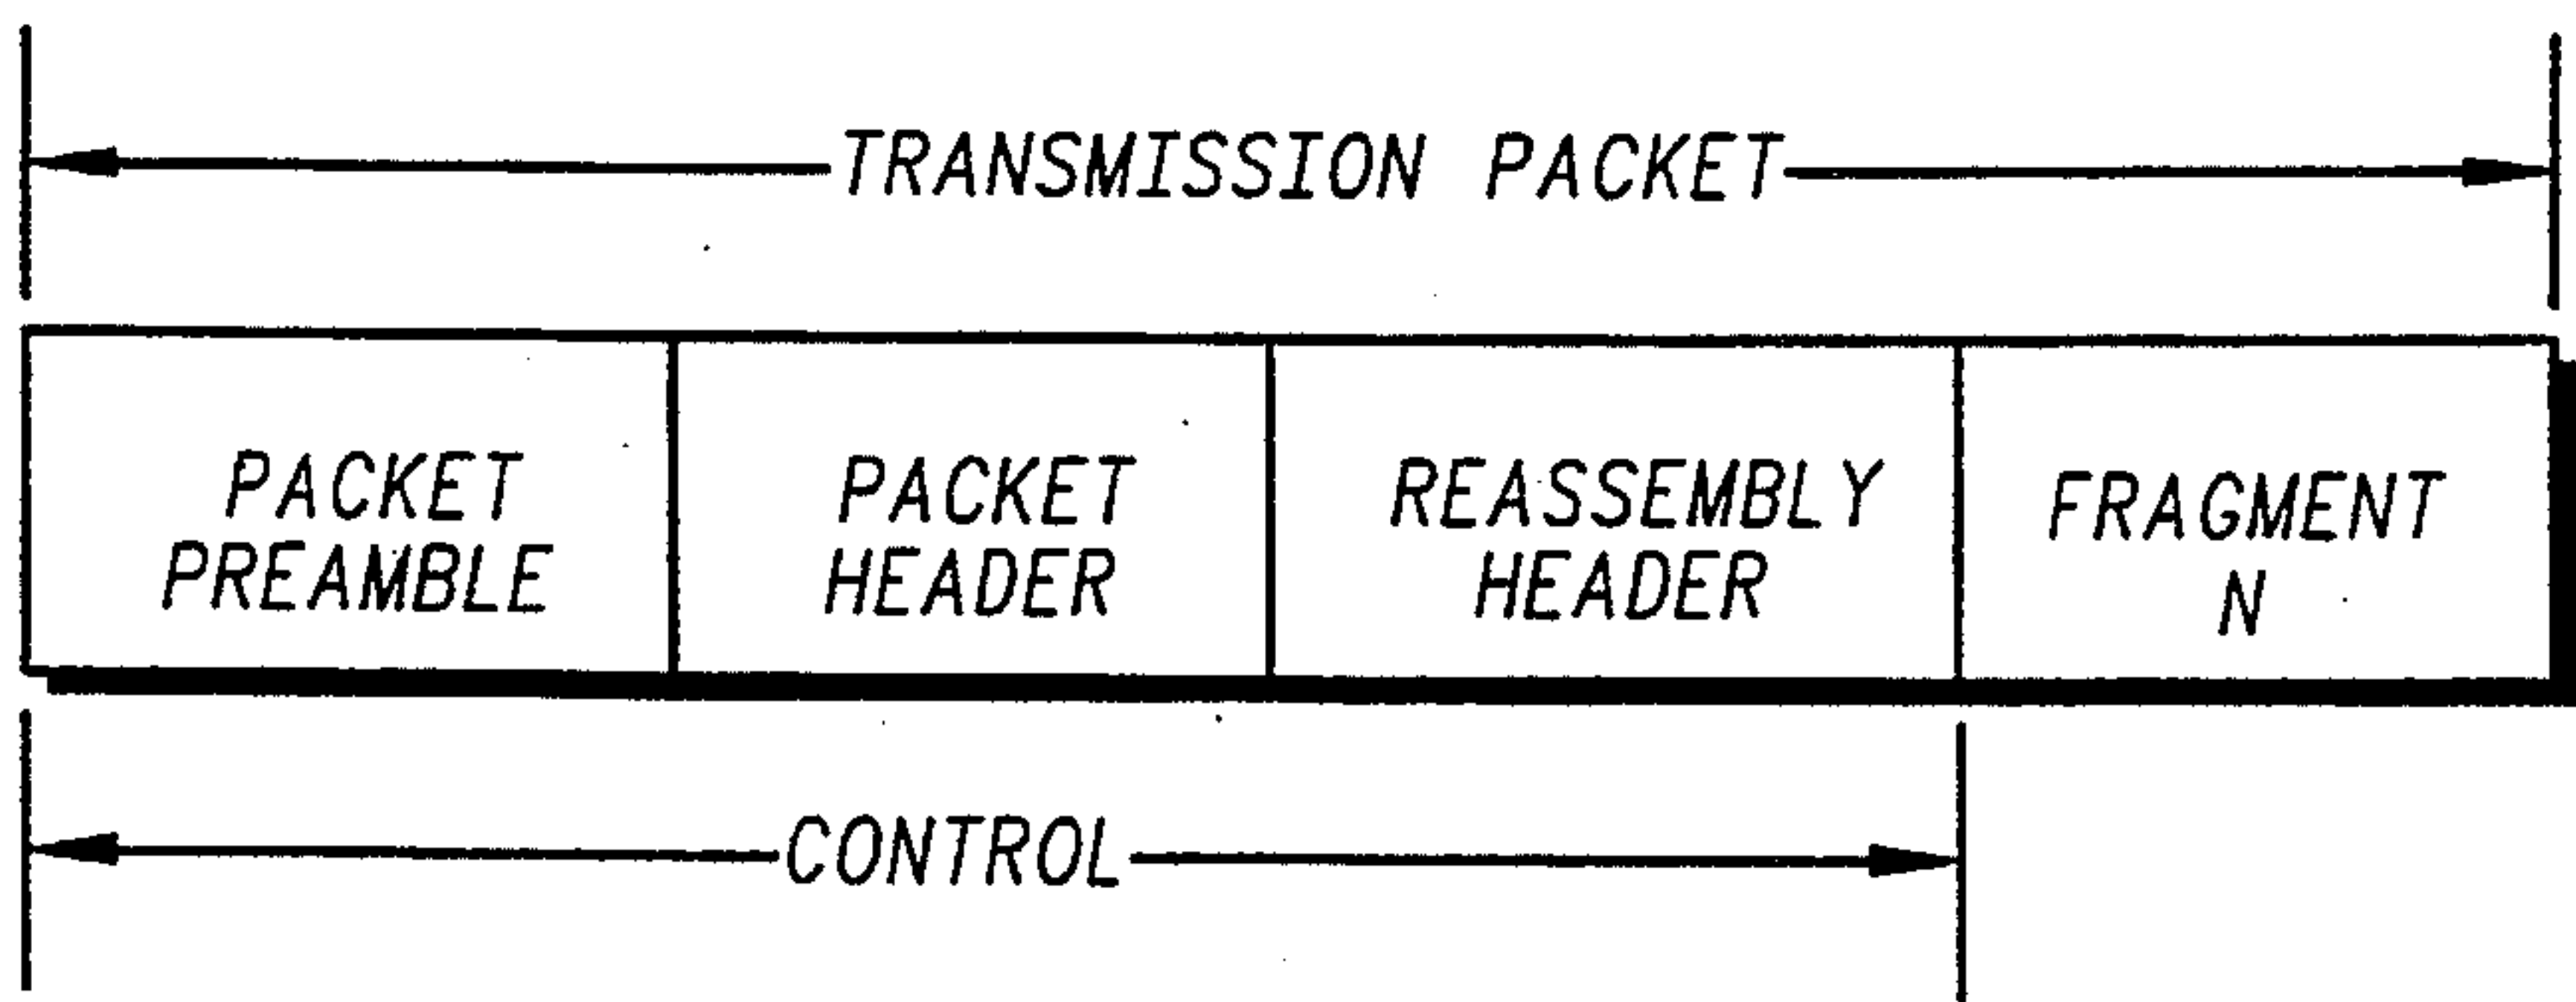 TRANSMISSION PACKET
PACKET
PREAMBLE
PACKET
HEADER
REASSEMBLY
HEADER
FRAGMENT
N
CONTROL